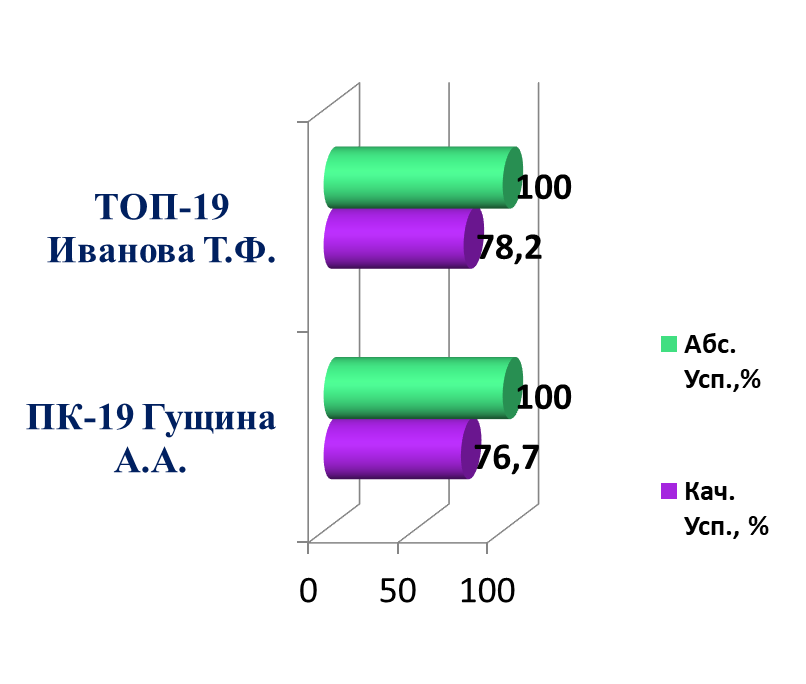 ТОП-19
Иванова Т.Ф.
100
78,2
ПК-19 Гущина
А.А.
100
76,7
0 50 100
Абс.
Усп.,%
Кач.
Усп., %